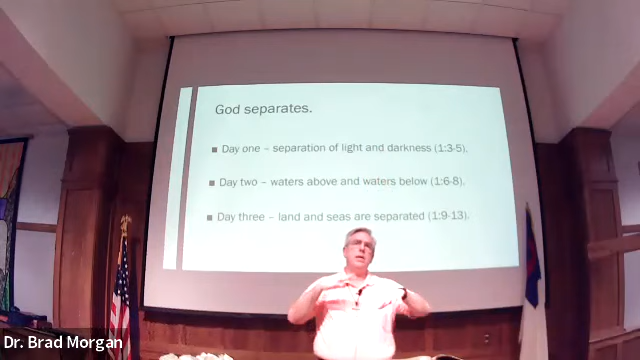 God separates.
Day one – separation of light and darkness (1:3-5).
Day two – waters above and waters below (1:6-8).
Day three – land and seas are separated (1:9-13).
Dr. Brad Morgan